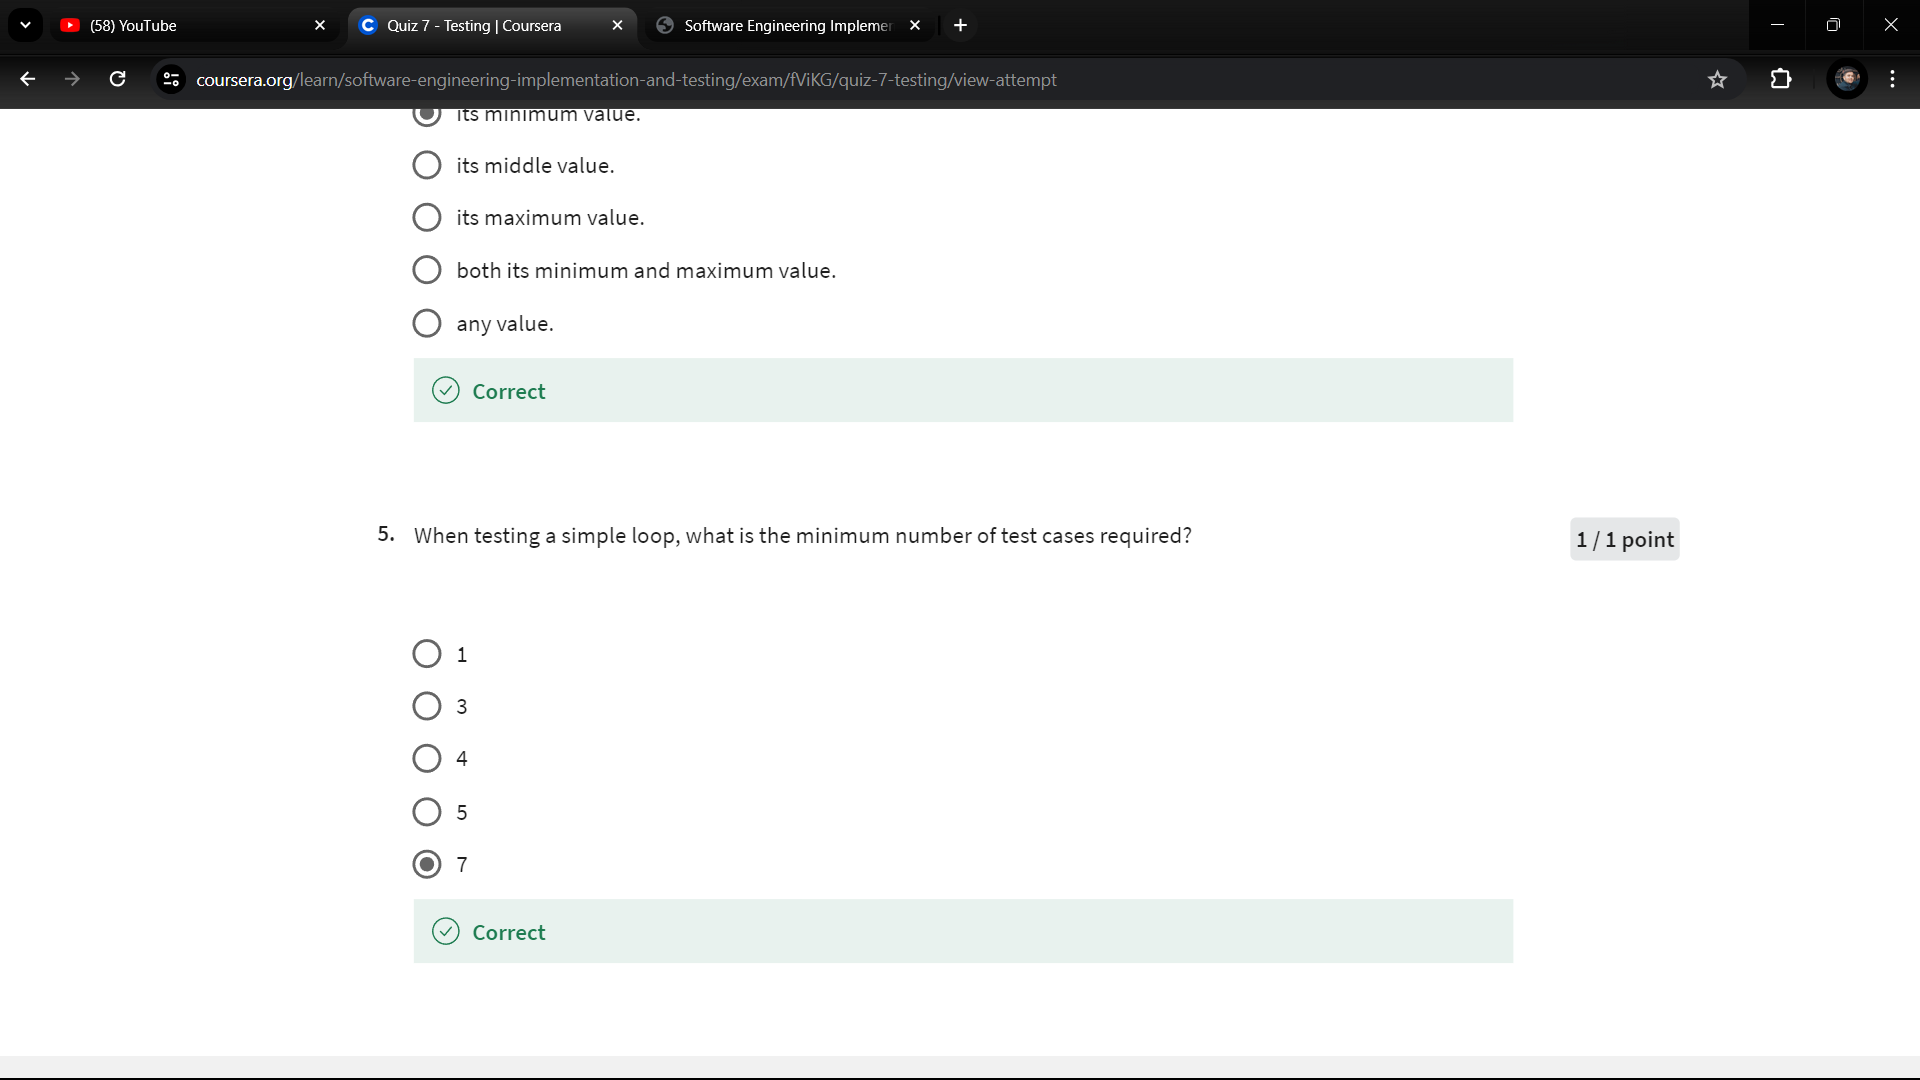 (58) YouTube
Quiz 7 - Testing | Coursera
Software Engineering Implemer
coursera.org/learn/software-engineering-implementation-and-testing/exam/fViKG/quiz-7-testing/view-attempt
its minimum value.
its middle value.
its maximum value.
both its minimum and maximum value.
any value.
Correct
5. When testing a simple loop, what is the minimum number of test cases required?
1 / 1 point
1
3
4
5
7
Correct